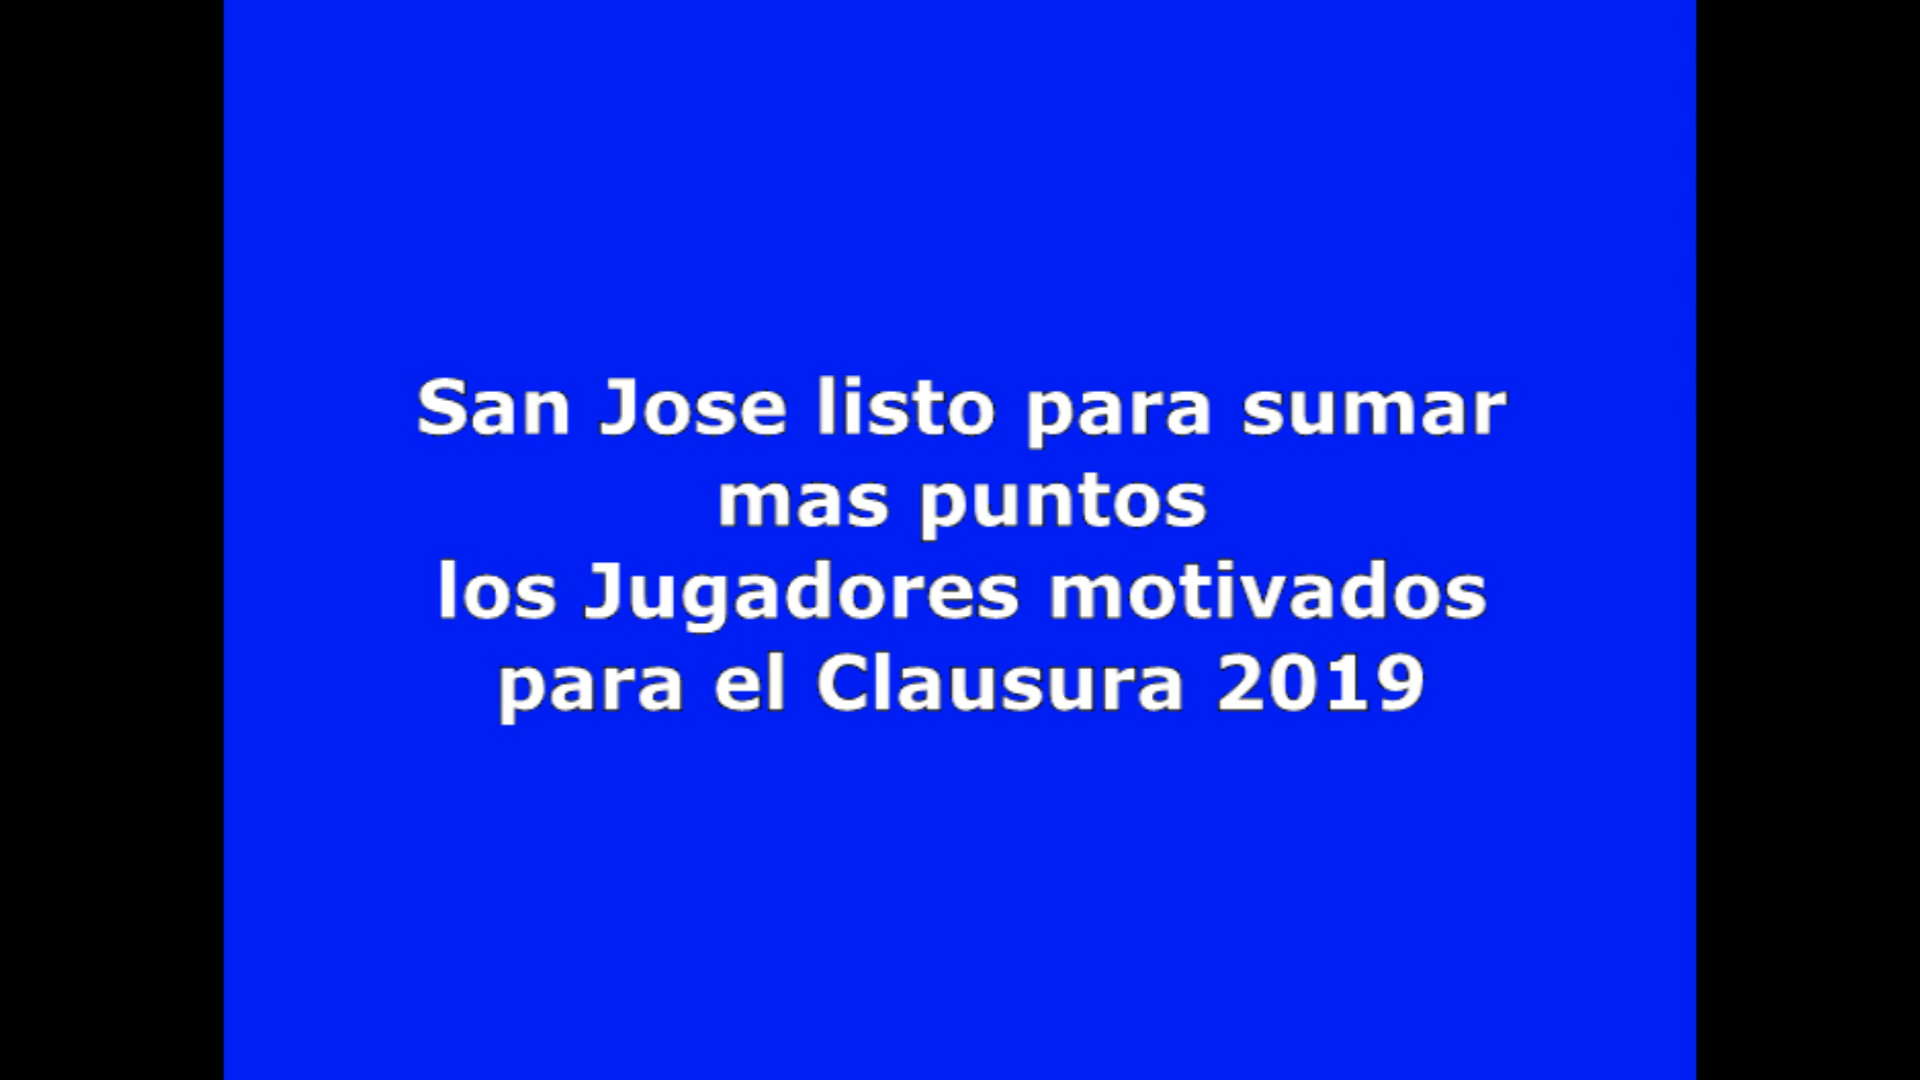 San Jose listo para sumar
mas puntos
los Jugadores motivados
para el Clausura 2019